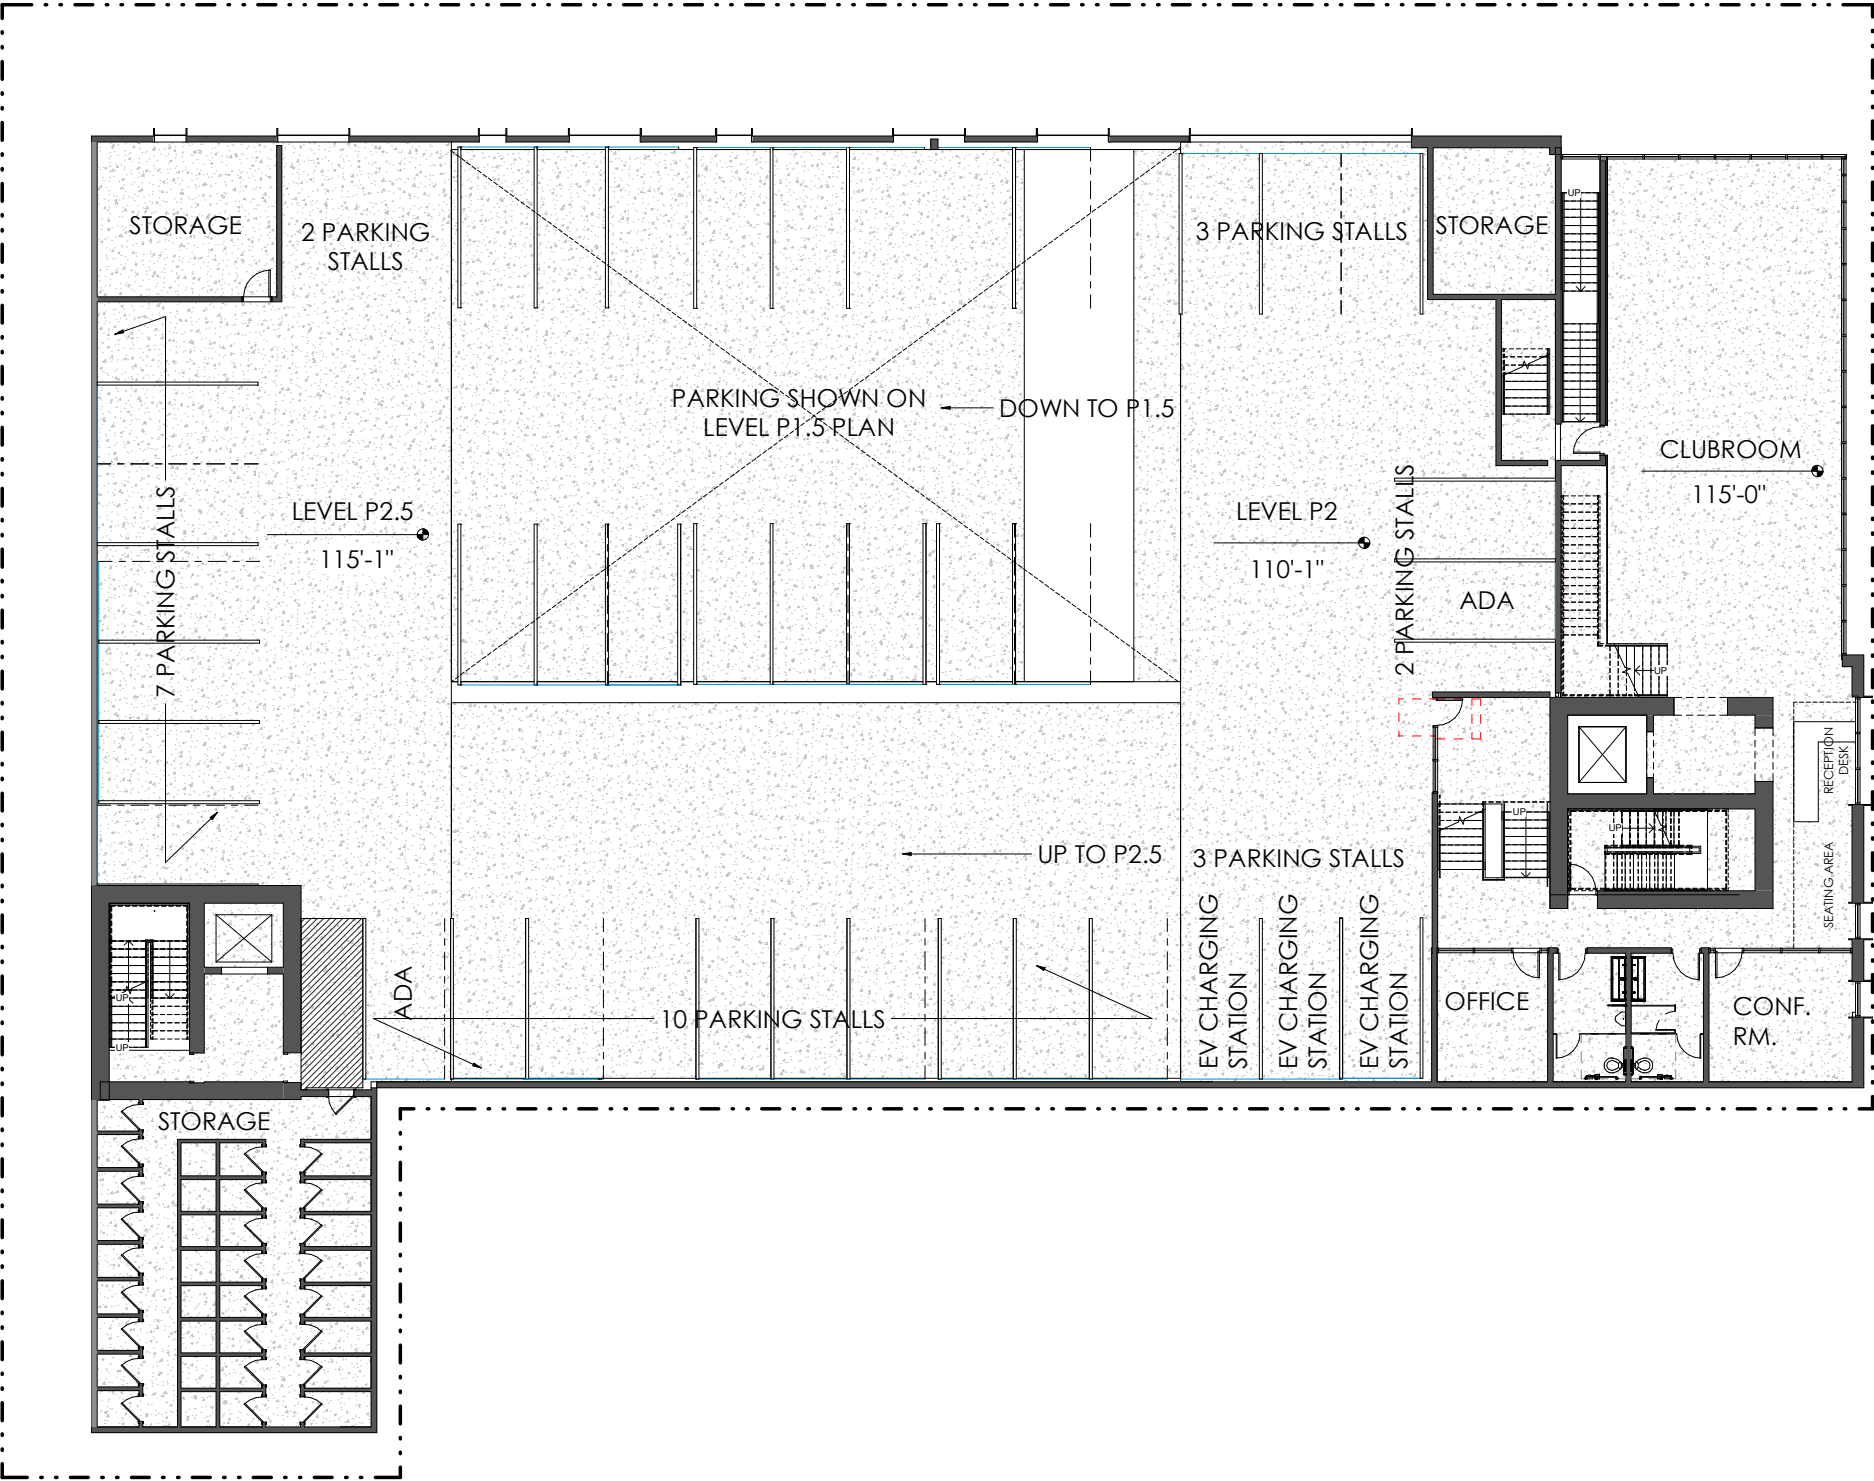 STORAGE
2 PARKING
STALLS
3 PARKING STALLS
STORAGE
UP
PARKING SHOWN ON
LEVEL P1.5 PLAN
DOWN TO P1.5
CLUBROOM
115'-0"
7 PARKING STALLS
LEVEL P2.5
115'-1"
LEVEL P2
110'-1"
2 PARKING STALLS
ADA
UP
RECEPTION
DESK
UP
UP
UP TO P2.5
3 PARKING STALLS
SEATING AREA
EV CHARGING
STATION
EV CHARGING
STATION
EV CHARGING
STATION
ADA
UP
UP
10 PARKING STALLS
OFFICE
CONF.
RM.
STORAGE